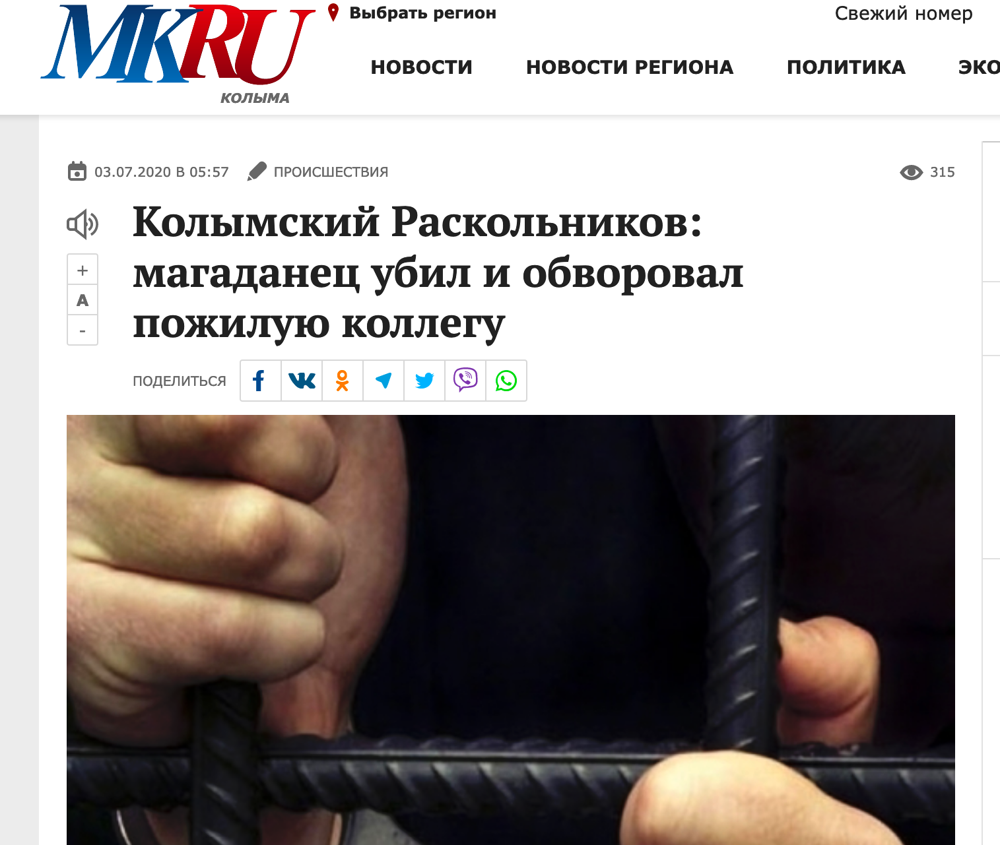 MKRU
КОЛЫМА
Выбрать регион
Свежий номер
НОВОСТИ
НОВОСТИ РЕГИОНА
ПОЛИТИКА
ЭКО
03.07.2020 В 05:57
ПРОИСШЕСТВИЯ
315
Колымский Раскольников:
магаданец убил и обворовал
пожилую коллегу
+
A
-
ПОДЕЛИТЬСЯ